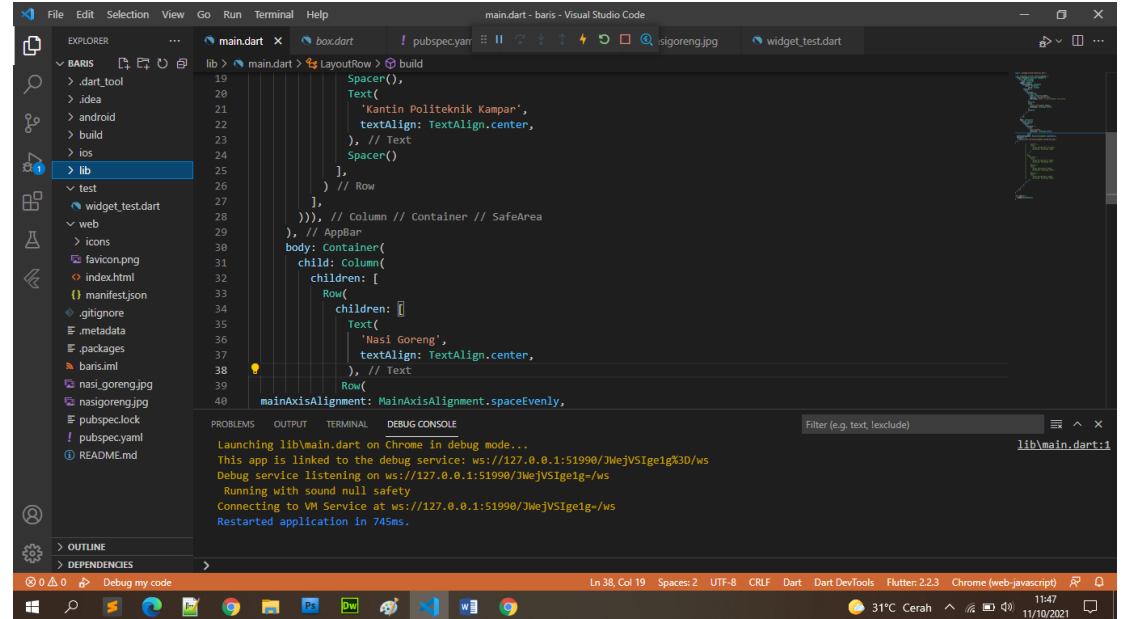 File Edit Selection View Go Run Terminal Help
main.dart - baris - Visual Studio Code
EXPLORER
main.dart
box.dart
! pubspec.yam
sigoreng.jpg
widget_test.dart
BARIS
lib > main.dart > LayoutRow > build
.dart_tool
.idea
android
build
ios
lib
test
widget_test.dart
web
icons
favicon.png
index.html
manifest.json
.gitignore
.metadata
.packages
baris.iml
nasi_goreng.jpg
nasigoreng.jpg
pubspec.lock
! pubspec.yaml
README.md
OUTLINE
DEPENDENCIES
1
19 Spacer(),
20 Text(
21 'Kantin Politeknik Kampar',
22 textAlign: TextAlign.center,
23 ), // Text
24 Spacer()
25 ],
26 ) // Row
27 ],
28 ))), // Column // Container // SafeArea
29 ), // AppBar
30 body: Container(
31 child: Column(
32 children: [
33 Row(
34 children: [
35 Text(
36 'Nasi Goreng',
37 textAlign: TextAlign.center,
38 ), // Text
39 Row(
40 mainAxisAlignment: MainAxisAlignment.spaceEvenly,
PROBLEMS OUTPUT TERMINAL DEBUG CONSOLE
Filter (e.g. text, !exclude)
Launching lib\main.dart on Chrome in debug mode...
lib\main.dart:1
This app is linked to the debug service: ws://127.0.0.1:51990/JWejVSIge1g%3D/ws
Debug service listening on ws://127.0.0.1:51990/JWejVSIge1g=/ws
Running with sound null safety
Connecting to VM Service at ws://127.0.0.1:51990/JWejVSIge1g=/ws
Restarted application in 745ms.
0 0 Debug my code
Ln 38, Col 19 Spaces: 2 UTF-8 CRLF Dart Dart DevTools Flutter: 2.2.3 Chrome (web-javascript)
Ps Dw
31°C Cerah
11:47
11/10/2021